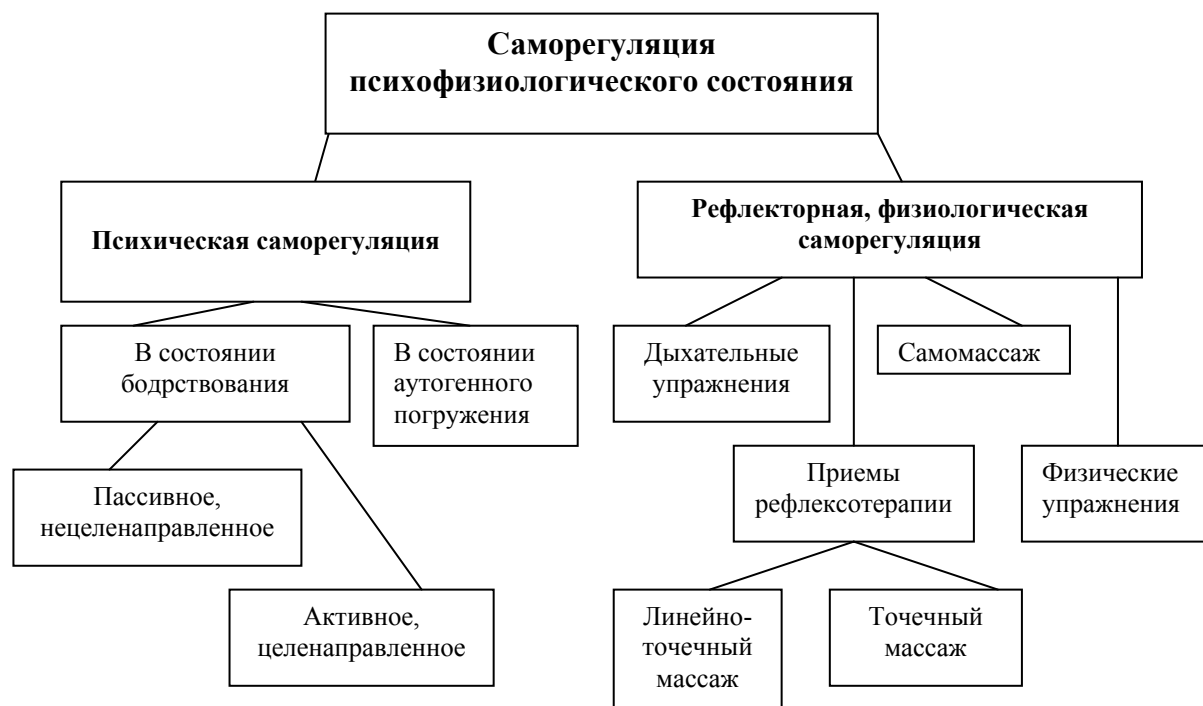 Саморегуляция
психофизиологического состояния
Психическая саморегуляция
Рефлекторная, физиологическая
саморегуляция
В состоянии
бодрствования
В состоянии
аутогенного
погружения
Дыхательные
упражнения
Самомассаж
Пассивное,
нецеленаправленное
Приемы
рефлексотерапии
Физические
упражнения
Активное,
целенаправленное
Линейно-
точечный
массаж
Точечный
массаж